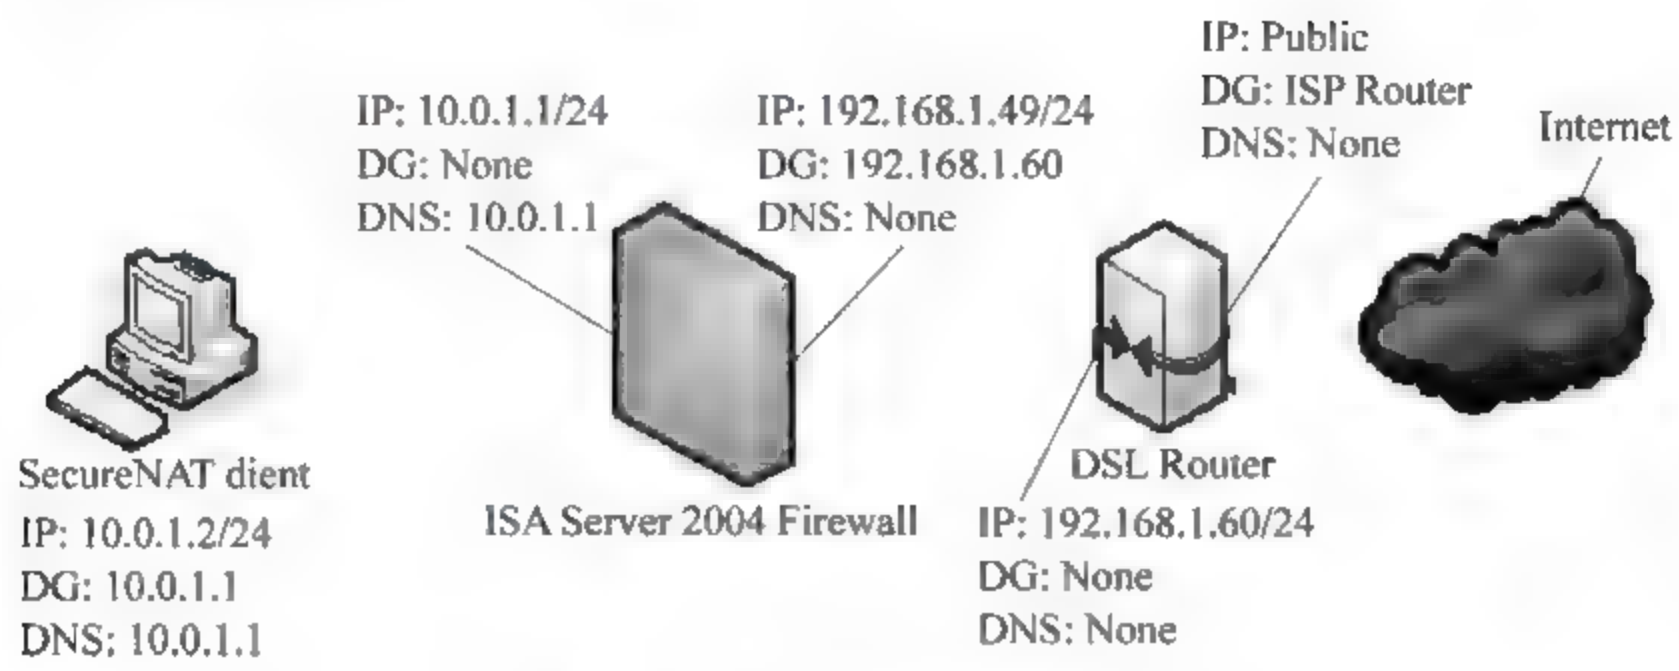 IP: Public
DG: ISP Router
DNS: None
Internet
IP: 10.0.1.1/24
DG: None
DNS: 10.0.1.1
IP: 192.168.1.49/24
DG: 192.168.1.60
DNS: None
SecureNAT dient
IP: 10.0.1.2/24
DG: 10.0.1.1
DNS: 10.0.1.1
ISA Server 2004 Firewall
DSL Router
IP: 192.168.1.60/24
DG: None
DNS: None